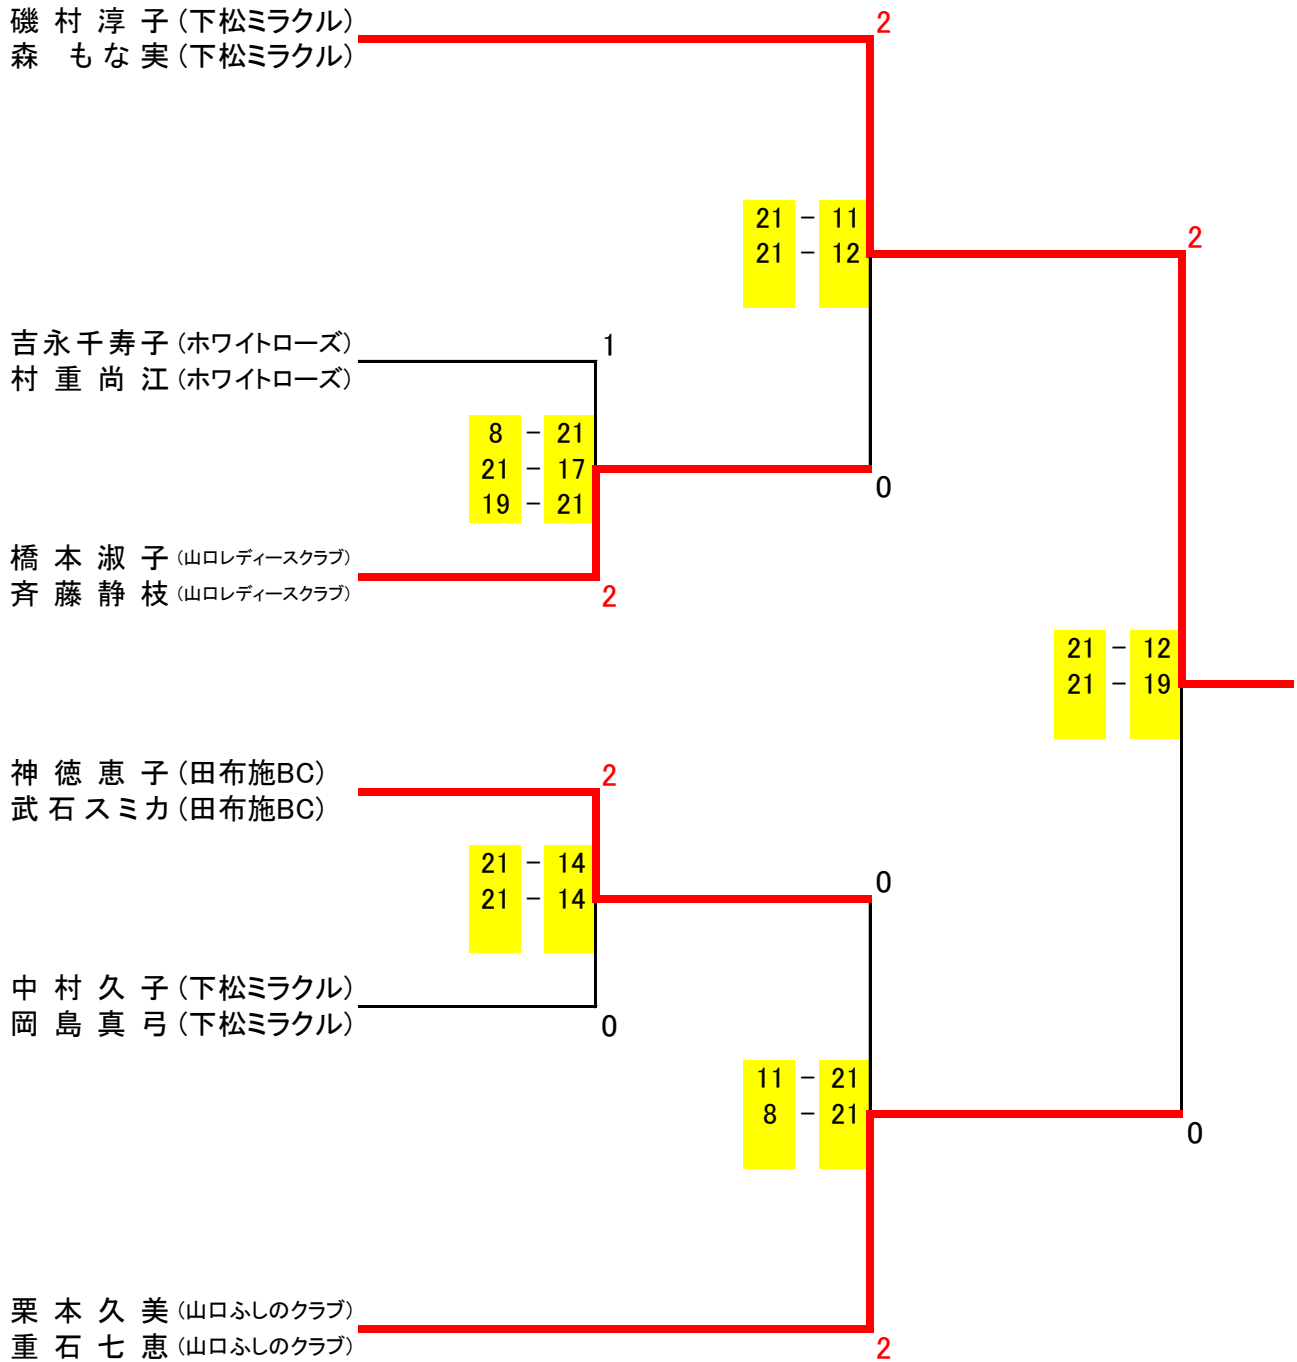 磯村淳子(下松ミラクル)
森 もな実(下松ミラクル)
2
21 - 11
21 - 12
2
吉永千寿子(ホワイトローズ)
村重尚江(ホワイトローズ)
1
8 - 21
21 - 17
19 - 21
0
橋本淑子(山口レディースクラブ)
斉藤静枝(山口レディースクラブ)
2
21 - 12
21 - 19
神徳恵子(田布施BC)
武石スミカ(田布施BC)
2
21 - 14
21 - 14
0
中村久子(下松ミラクル)
岡島真弓(下松ミラクル)
0
11 - 21
8 - 21
0
栗本久美(山口ふしのクラブ)
重石七恵(山口ふしのクラブ)
2